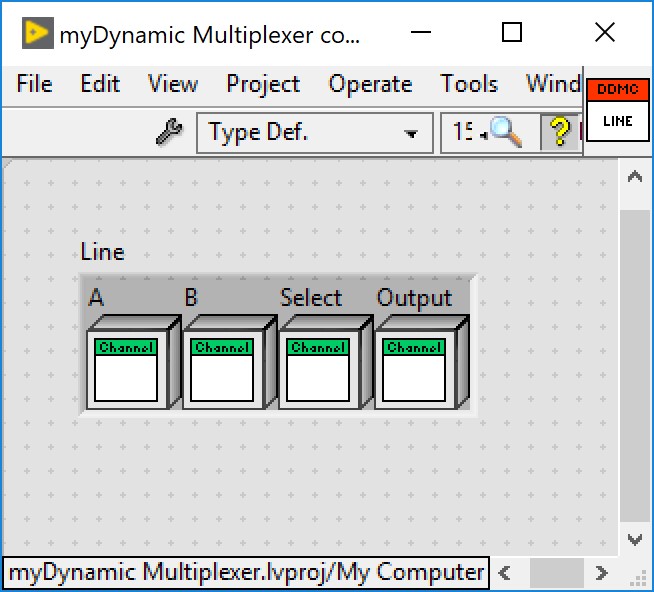 myDynamic Multiplexer co...
File Edit View Project Operate Tools Wind
DDMC
LINE
Type Def.
15
?
Line
A B Select Output
Channel Channel Channel Channel
myDynamic Multiplexer.lvproj/My Computer